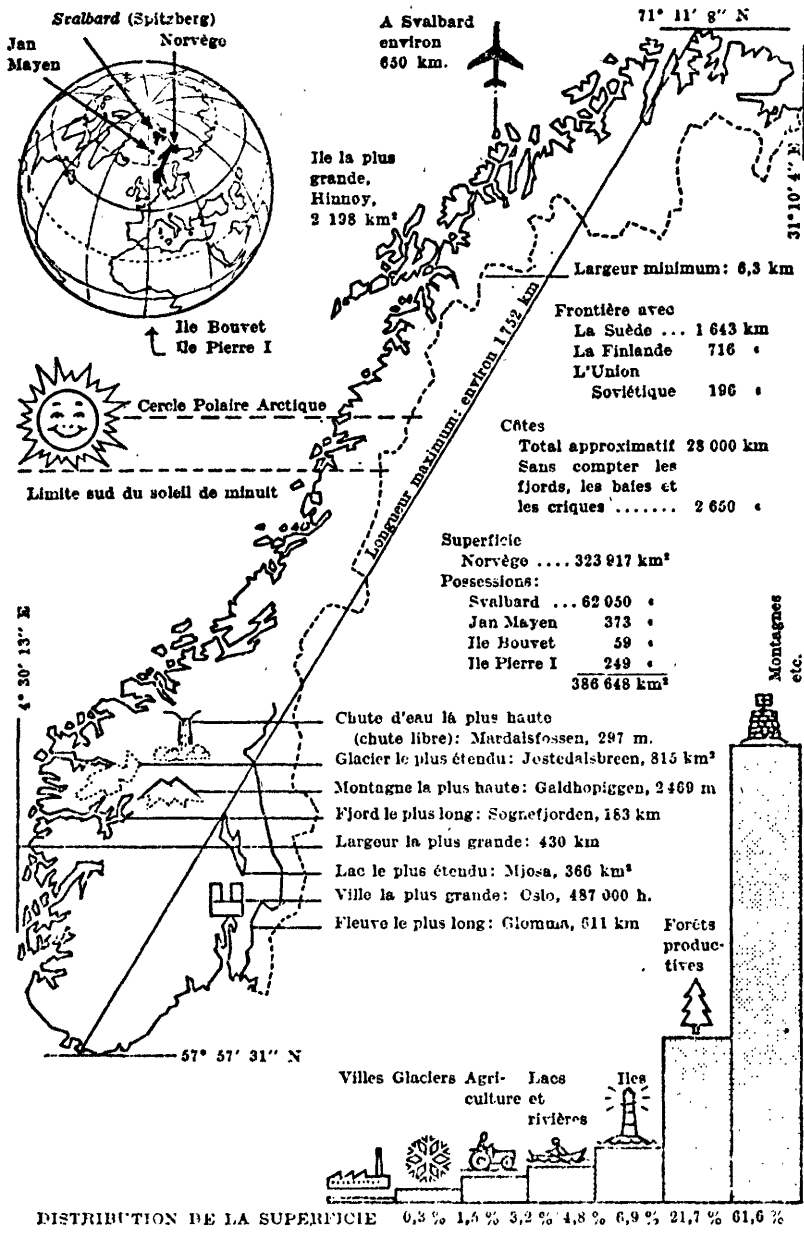 Svalbard (Spitzberg)
Jan
Mayen
Norvège
A Svalbard
environ
650 km.
71° 11' 8" N
31° 10' 4" E
Ile la plus
grande,
Hinnoy,
2 198 km²
Ile Bouvet
Ile Pierre I
Largeur minimum: 6,3 km
Longueur maximum: environ 1752 km
Frontière avec
La Suède ... 1 643 km
La Finlande 716 «
L'Union
Soviétique 196 «
Cercle Polaire Arctique
Limite sud du soleil de minuit
Côtes
Total approximatif 28 000 km
Sans compter les
fjords, les baies et
les criques ....... 2 650 «
Superficie
Norvège .... 323 917 km²
Possessions:
Svalbard ... 62 050 «
Jan Mayen 373 «
Ile Bouvet 59 «
Ile Pierre I 249 «
386 648 km²
4° 30' 13" E
Chute d'eau la plus haute
(chute libre): Mardalsfossen, 297 m.
Glacier le plus étendu: Jostedalsbreen, 815 km²
Montagne la plus haute: Galdhopiggen, 2 469 m
Fjord le plus long: Sognefjorden, 183 km
Largeur la plus grande: 430 km
Lac le plus étendu: Mjosa, 366 km²
Ville la plus grande: Oslo, 487 000 h.
Fleuve le plus long: Glomma, 611 km
57° 57' 31" N
Villes
Glaciers
Agri-
culture
Lacs
et
rivières
Iles
Forêts
produc-
tives
Montagnes
etc.
DISTRIBUTION DE LA SUPERFICIE 0,3 % 1,5 % 3,2 % 4,8 % 6,9 % 21,7 % 61,6 %